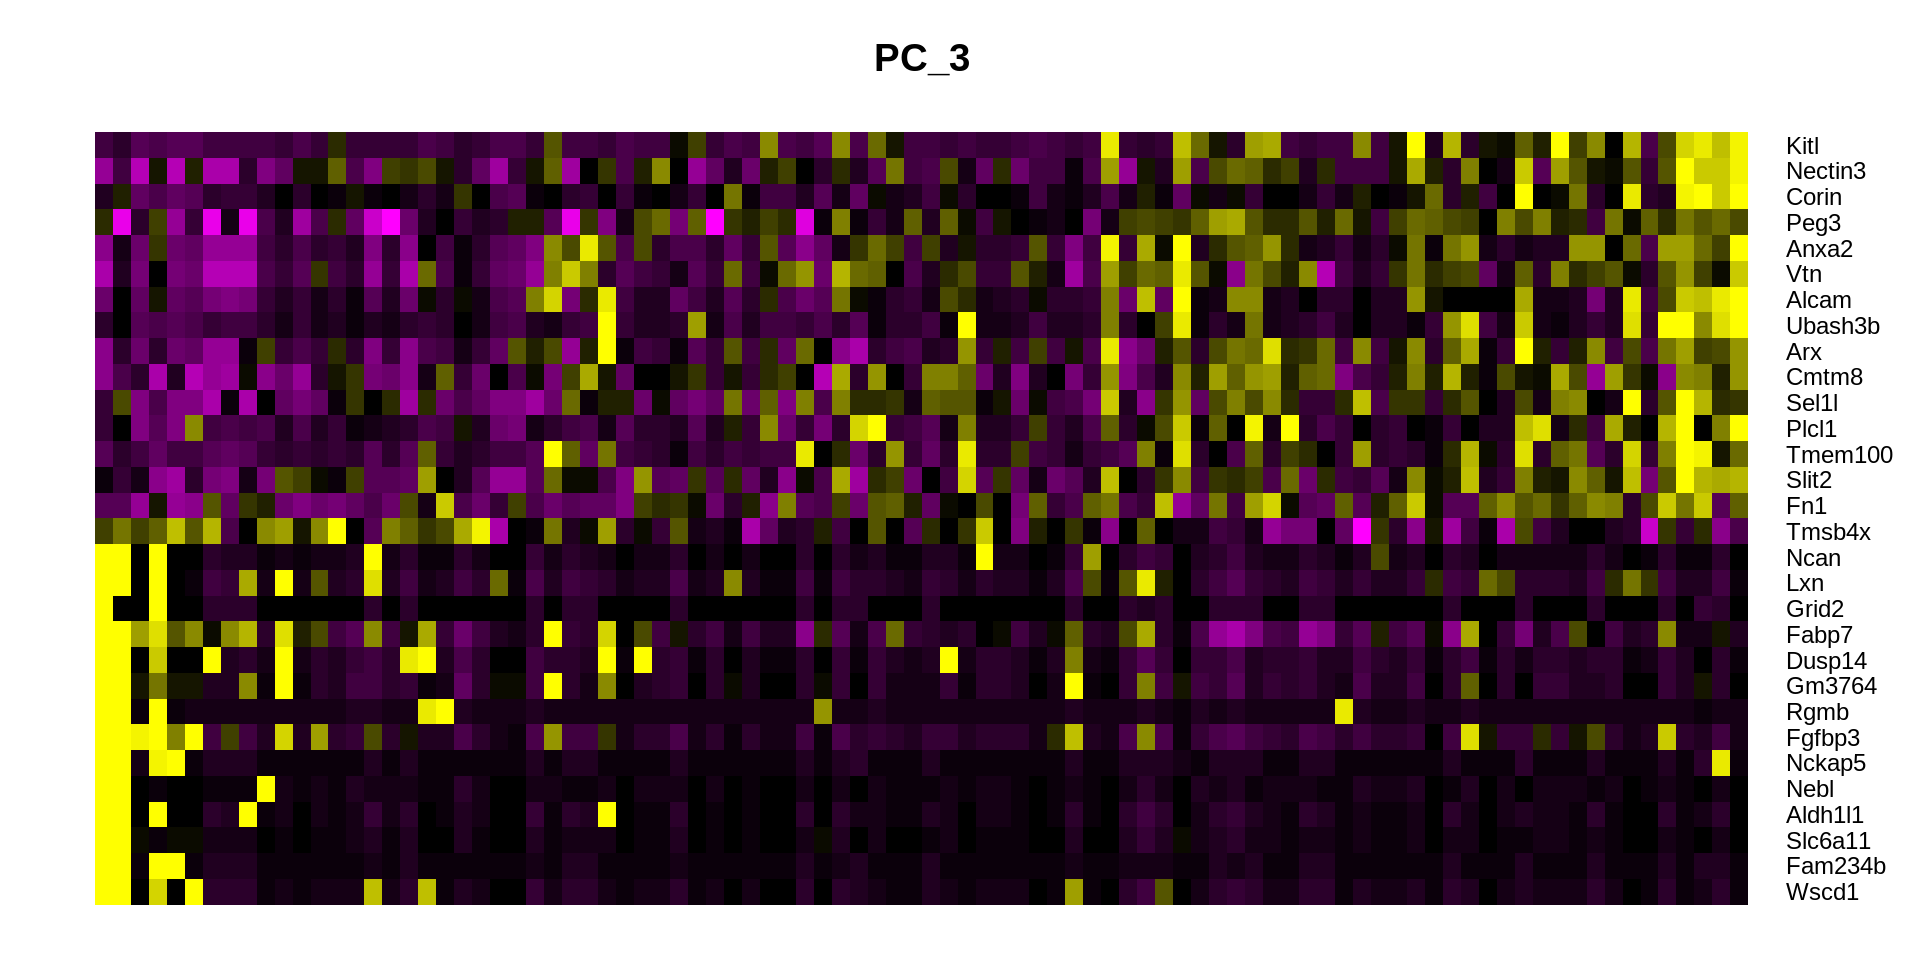 PC_3
Kitl
Nectin3
Corin
Peg3
Anxa2
Vtn
Alcam
Ubash3b
Arx
Cmtm8
Sel1l
Plcl1
Tmem100
Slit2
Fn1
Tmsb4x
Ncan
Lxn
Grid2
Fabp7
Dusp14
Gm3764
Rgmb
Fgfbp3
Nckap5
Nebl
Aldh1l1
Slc6a11
Fam234b
Wscd1